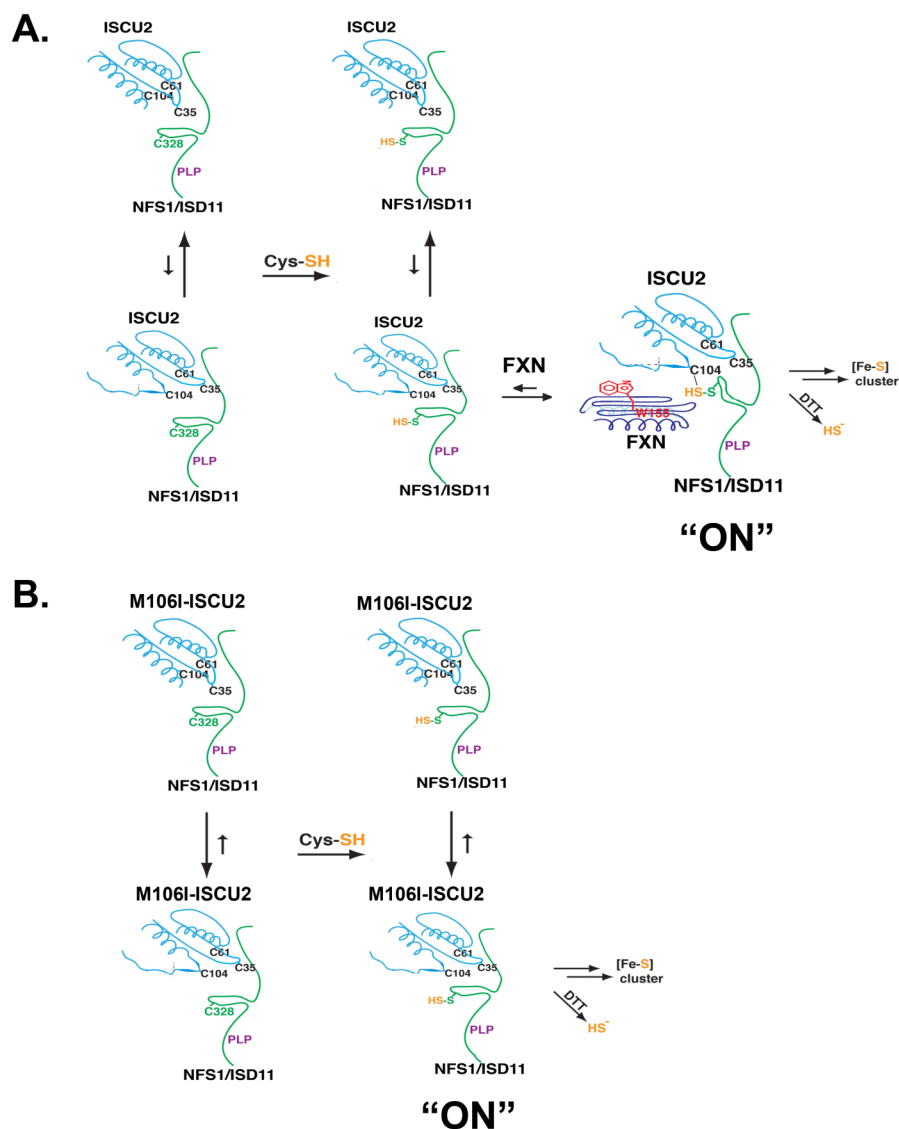 A.
ISCU2
C61
C104
C35
C328
PLP
NFS1/ISD11
ISCU2
C61
C104
C35
HS-S
PLP
NFS1/ISD11
Cys-SH
ISCU2
C61
C35
C104
C328
PLP
NFS1/ISD11
ISCU2
C61
C35
C104
HS-S
PLP
NFS1/ISD11
FXN
W155
FXN
ISCU2
C61
C35
C104
HS-S
PLP
NFS1/ISD11
[Fe-S]
cluster
DTT
HS-
“ON”
B.
M106I-ISCU2
C61
C104
C35
C328
PLP
NFS1/ISD11
M106I-ISCU2
C61
C104
C35
HS-S
PLP
NFS1/ISD11
Cys-SH
M106I-ISCU2
C61
C35
C104
C328
PLP
NFS1/ISD11
M106I-ISCU2
C61
C35
C104
HS-S
PLP
NFS1/ISD11
[Fe-S]
cluster
DTT
HS-
“ON”